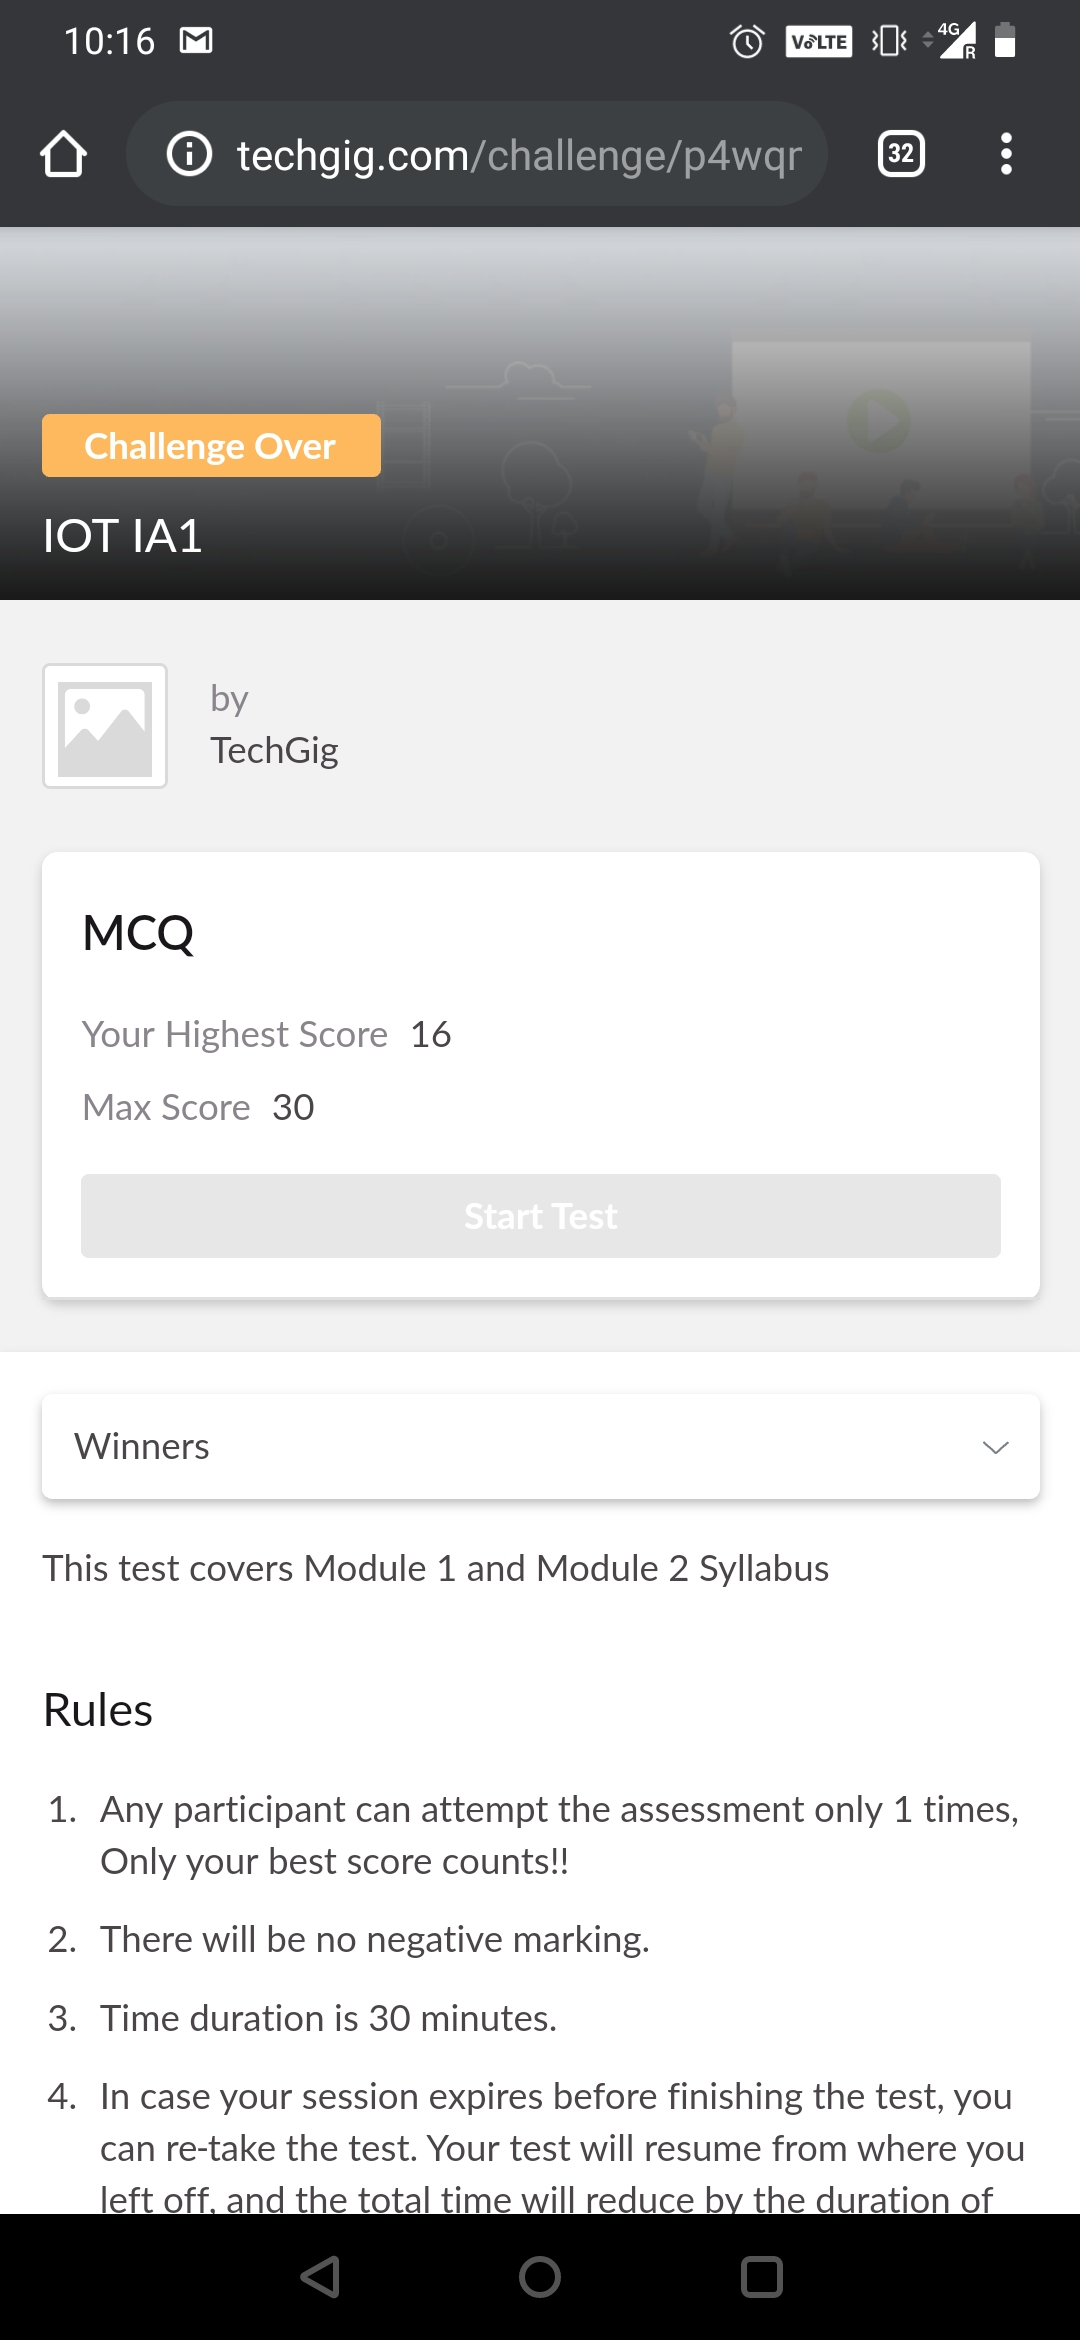 10:16
VoLTE 4G R
techgig.com/challenge/p4wqr
32
Challenge Over
IOT IA1
by
TechGig
MCQ
Your Highest Score 16
Max Score 30
Start Test
Winners
This test covers Module 1 and Module 2 Syllabus
Rules
1. Any participant can attempt the assessment only 1 times,
Only your best score counts!!
2. There will be no negative marking.
3. Time duration is 30 minutes.
4. In case your session expires before finishing the test, you
can re-take the test. Your test will resume from where you
left off, and the total time will reduce by the duration of